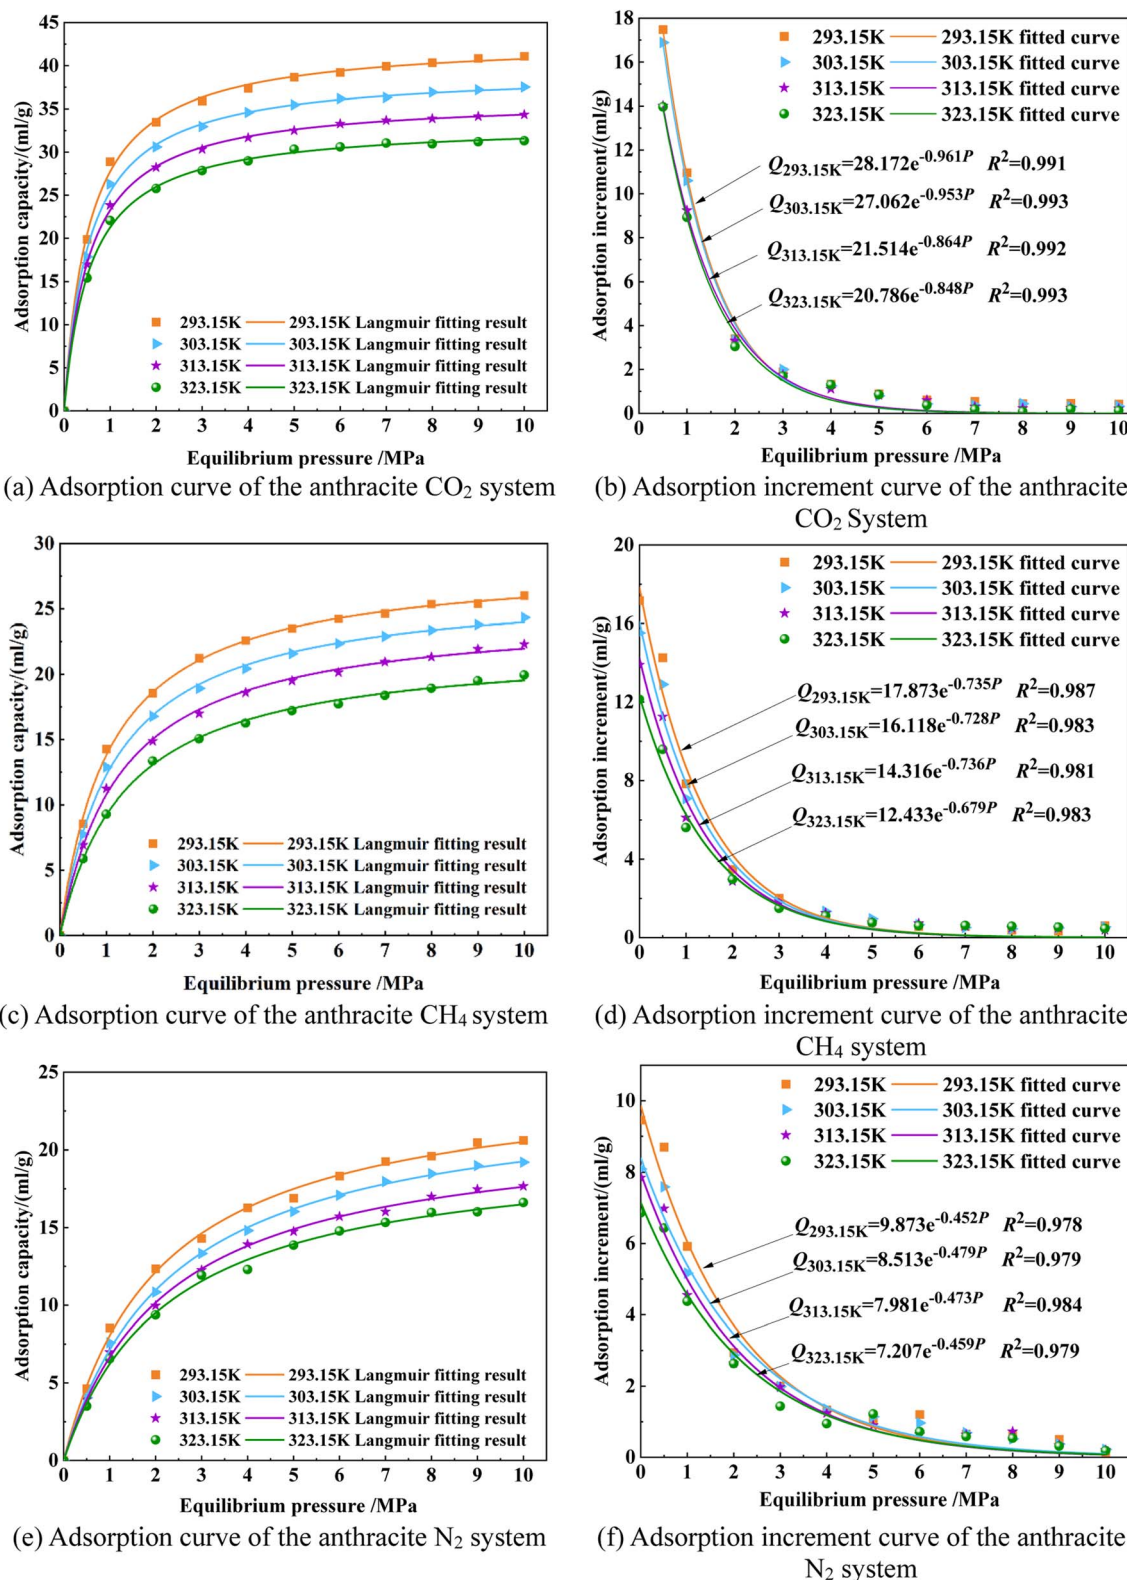 45
40
35
30
25
20
15
10
5
0
Adsorption capacity/(ml/g)
293.15K 293.15K Langmuir fitting result
303.15K 303.15K Langmuir fitting result
313.15K 313.15K Langmuir fitting result
323.15K 323.15K Langmuir fitting result
0 1 2 3 4 5 6 7 8 9 10
Equilibrium pressure /MPa
(a) Adsorption curve of the anthracite CO₂ system
18
16
14
12
10
8
6
4
2
0
Adsorption increment/(ml/g)
293.15K 293.15K fitted curve
303.15K 303.15K fitted curve
313.15K 313.15K fitted curve
323.15K 323.15K fitted curve
Q293.15K=28.172e^-0.961P R²=0.991
Q303.15K=27.062e^-0.953P R²=0.993
Q313.15K=21.514e^-0.864P R²=0.992
Q323.15K=20.786e^-0.848P R²=0.993
0 1 2 3 4 5 6 7 8 9 10
Equilibrium pressure /MPa
(b) Adsorption increment curve of the anthracite
CO₂ System
30
25
20
15
10
5
0
Adsorption capacity/(ml/g)
293.15K 293.15K Langmuir fitting result
303.15K 303.15K Langmuir fitting result
313.15K 313.15K Langmuir fitting result
323.15K 323.15K Langmuir fitting result
0 1 2 3 4 5 6 7 8 9 10
Equilibrium pressure /MPa
(c) Adsorption curve of the anthracite CH₄ system
20
16
12
8
4
0
Adsorption increment/(ml/g)
293.15K 293.15K fitted curve
303.15K 303.15K fitted curve
313.15K 313.15K fitted curve
323.15K 323.15K fitted curve
Q293.15K=17.873e^-0.735P R²=0.987
Q303.15K=16.118e^-0.728P R²=0.983
Q313.15K=14.316e^-0.736P R²=0.981
Q323.15K=12.433e^-0.679P R²=0.983
0 1 2 3 4 5 6 7 8 9 10
Equilibrium pressure /MPa
(d) Adsorption increment curve of the anthracite
CH₄ system
25
20
15
10
5
0
Adsorption capacity/(ml/g)
293.15K 293.15K Langmuir fitting result
303.15K 303.15K Langmuir fitting result
313.15K 313.15K Langmuir fitting result
323.15K 323.15K Langmuir fitting result
0 1 2 3 4 5 6 7 8 9 10
Equilibrium pressure /MPa
(e) Adsorption curve of the anthracite N₂ system
10
8
6
4
2
0
Adsorption increment/(ml/g)
293.15K 293.15K fitted curve
303.15K 303.15K fitted curve
313.15K 313.15K fitted curve
323.15K 323.15K fitted curve
Q293.15K=9.873e^-0.452P R²=0.978
Q303.15K=8.513e^-0.479P R²=0.979
Q313.15K=7.981e^-0.473P R²=0.984
Q323.15K=7.207e^-0.459P R²=0.979
0 1 2 3 4 5 6 7 8 9 10
Equilibrium pressure /MPa
(f) Adsorption increment curve of the anthracite
N₂ system